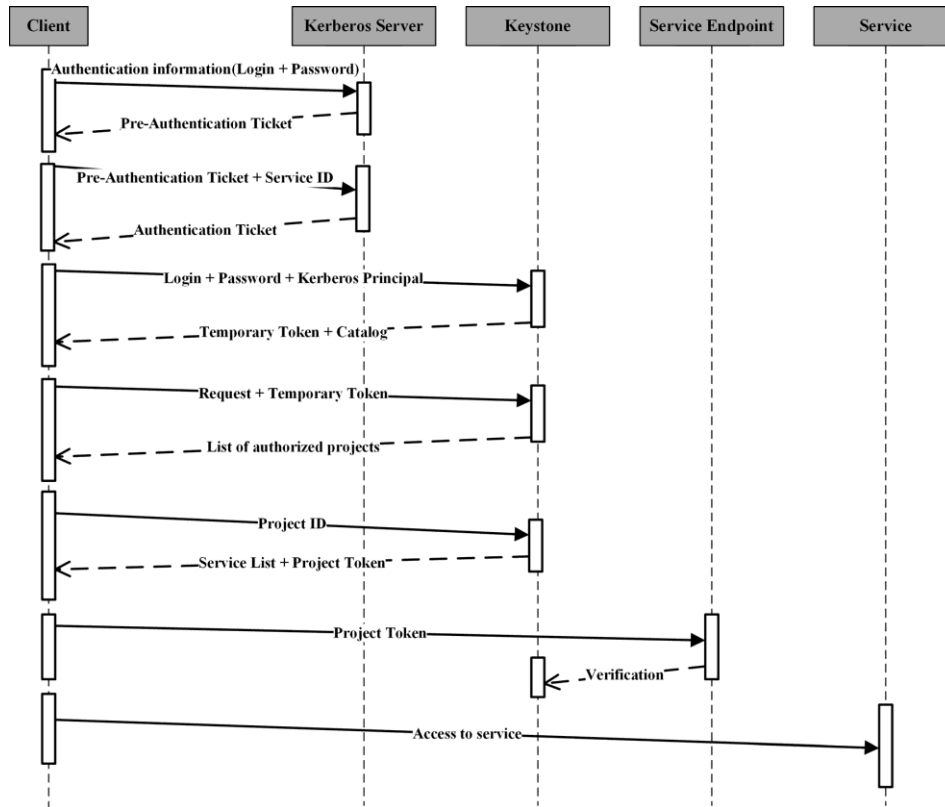 Client
Kerberos Server
Keystone
Service Endpoint
Service
Authentication information(Login + Password)
Pre-Authentication Ticket
Pre-Authentication Ticket + Service ID
Authentication Ticket
Login + Password + Kerberos Principal
Temporary Token + Catalog
Request + Temporary Token
List of authorized projects
Project ID
Service List + Project Token
Project Token
Verification
Access to service